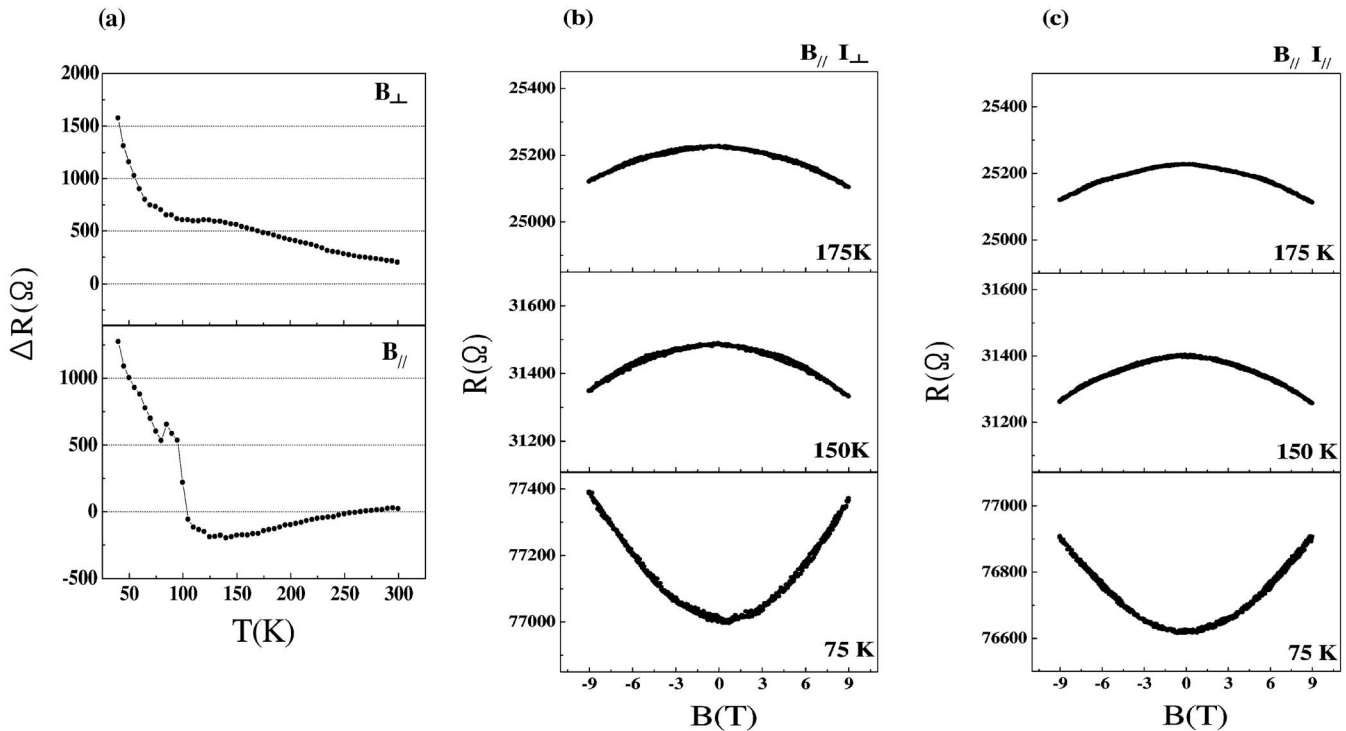 (a)
2000
1500
1000
500
0
B⊥
1000
500
0
-500
B//
50 100 150 200 250 300
ΔR(Ω)
T(K)
(b)
B// I⊥
25400
25200
25000
175K
31600
31400
31200
150K
77400
77200
77000
75 K
-9 -6 -3 0 3 6 9
R(Ω)
B(T)
(c)
B// I//
25400
25200
25000
175 K
31600
31400
31200
150 K
77000
76800
76600
75 K
-9 -6 -3 0 3 6 9
R(Ω)
B(T)